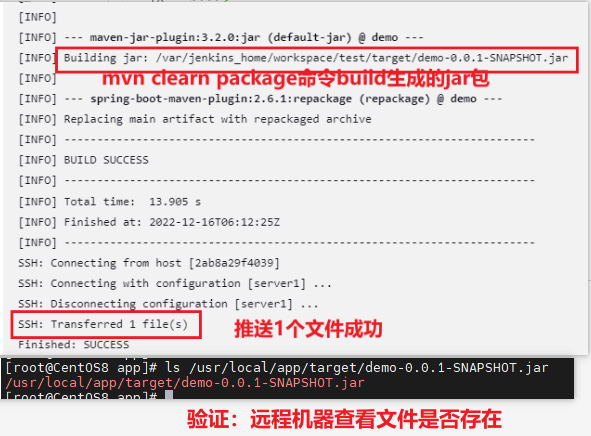 [INFO]
[INFO] --- maven-jar-plugin:3.2.0:jar (default-jar) @ demo ---
[INFO] Building jar: /var/jenkins_home/workspace/test/target/demo-0.0.1-SNAPSHOT.jar
[INFO]
mvn clearn package命令build生成的jar包
[INFO] --- spring-boot-maven-plugin:2.6.1:repackage (repackage) @ demo ---
[INFO] Replacing main artifact with repackaged archive
[INFO] ------------------------------------------------------------------------
[INFO] BUILD SUCCESS
[INFO] ------------------------------------------------------------------------
[INFO] Total time:  13.905 s
[INFO] Finished at: 2022-12-16T06:12:25Z
[INFO] ------------------------------------------------------------------------
SSH: Connecting from host [2ab8a29f4039]
SSH: Connecting with configuration [server1] ...
SSH: Disconnecting configuration [server1] ...
SSH: Transferred 1 file(s)
推送1个文件成功
Finished: SUCCESS
[root@CentOS8 app]# ls /usr/local/app/target/demo-0.0.1-SNAPSHOT.jar
/usr/local/app/target/demo-0.0.1-SNAPSHOT.jar
[root@CentOS8 app]#
验证：远程机器查看文件是否存在